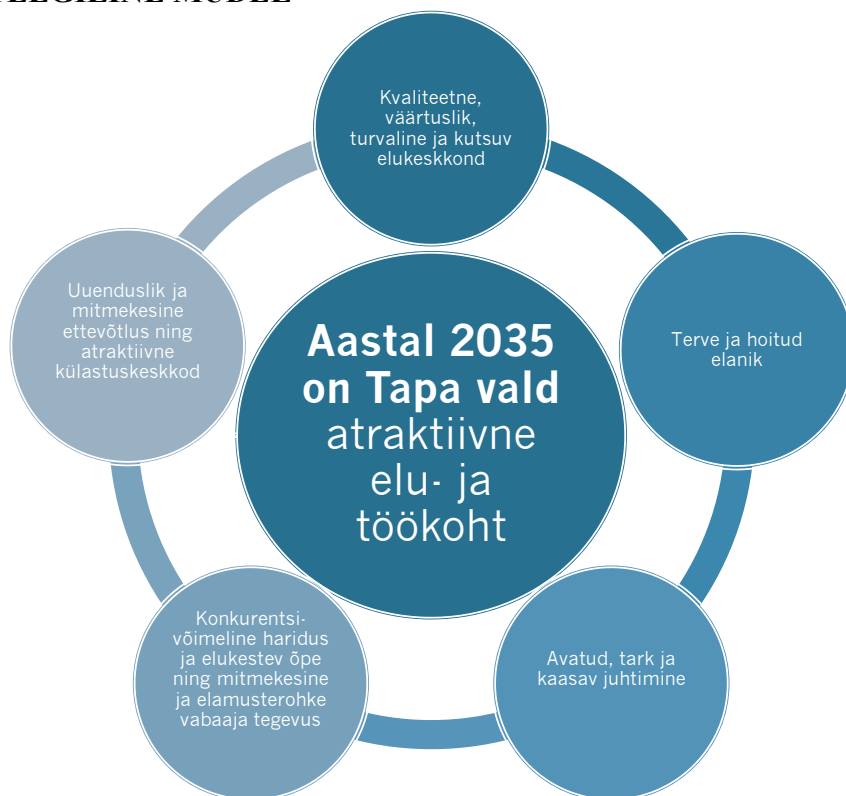 MUDEL
Kvaliteetne,
väärtuslik,
turvaline ja kutsuv
elukeskkond
Terve ja hoitud
elanik
Avatud, tark ja
kaasav juhtimine
Konkurentsi-
võimeline haridus
ja elukestev õpe
ning mitmekesine
ja elamusterohke
vabaaja tegevus
Uuenduslik ja
mitmekesine
ettevõtlus ning
atraktiivne
külastuskeskkod
Aastal 2035
on Tapa vald
atraktiivne
elu- ja
töökoht